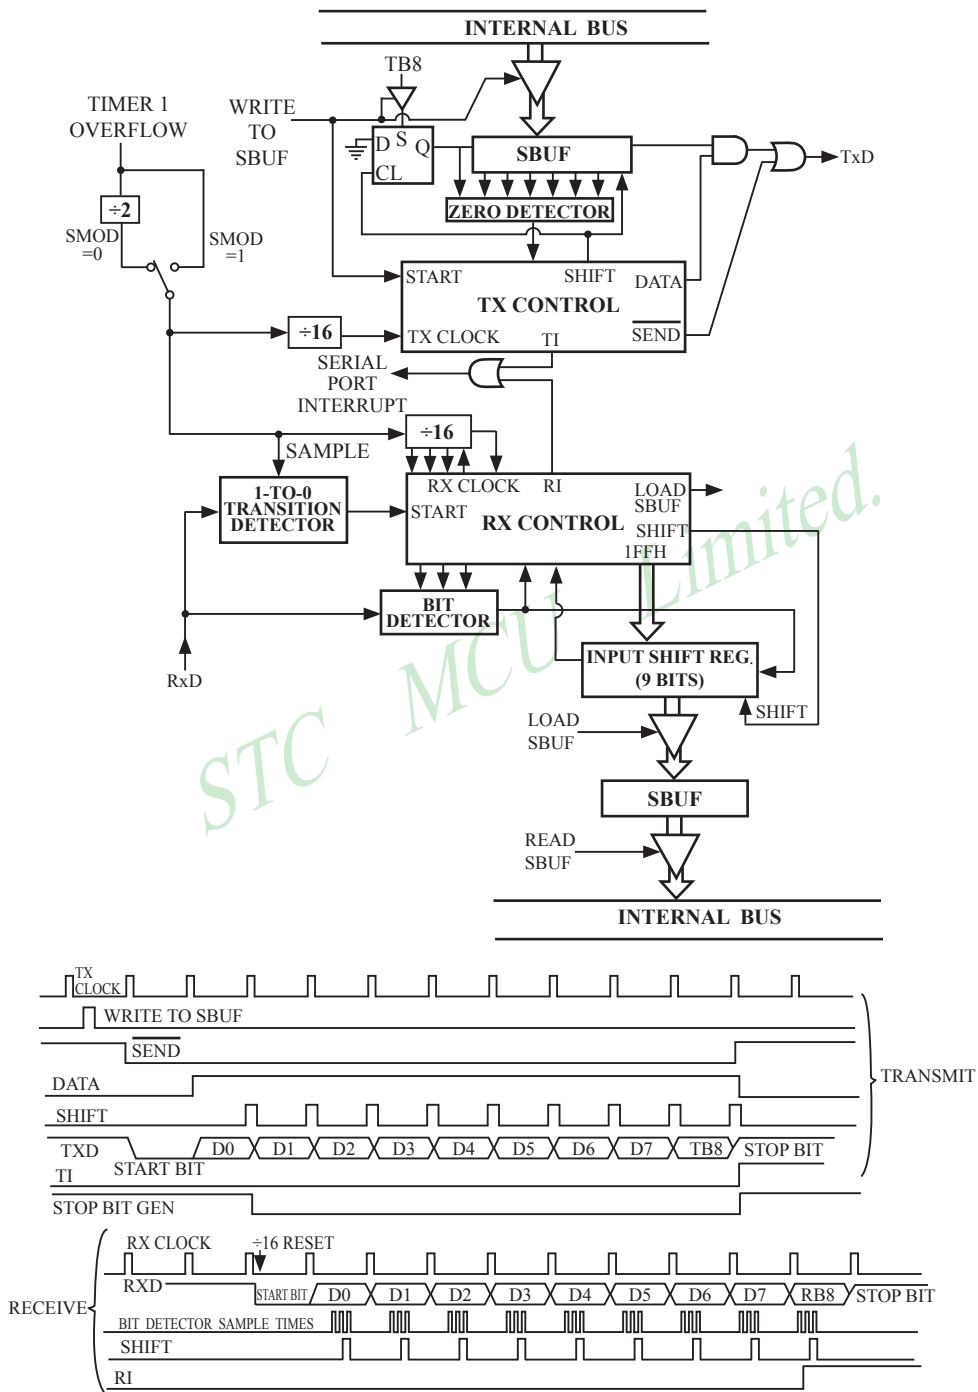 INTERNAL BUS
TB8
TIMER 1
OVERFLOW
WRITE
TO
SBUF
D S Q
CL
SBUF
TxD
÷2
ZERO DETECTOR
SMOD
=0
SMOD
=1
START
SHIFT
DATA
TX CONTROL
÷16
TX CLOCK
TI
SEND
SERIAL
PORT
INTERRUPT
÷16
SAMPLE
1-TO-0
TRANSITION
DETECTOR
RX CLOCK
RI
LOAD
SBUF
START
RX CONTROL
SHIFT
1FFH
BIT
DETECTOR
RxD
INPUT SHIFT REG.
(9 BITS)
SHIFT
LOAD
SBUF
SBUF
READ
SBUF
INTERNAL BUS
STC MCU Limited.
TX
CLOCK
WRITE TO SBUF
SEND
DATA
TRANSMIT
SHIFT
TXD
START BIT
D0 D1 D2 D3 D4 D5 D6 D7 TB8 STOP BIT
TI
STOP BIT GEN
RX CLOCK
÷16 RESET
RXD
START BIT D0 D1 D2 D3 D4 D5 D6 D7 RB8 STOP BIT
RECEIVE
BIT DETECTOR SAMPLE TIMES
SHIFT
RI